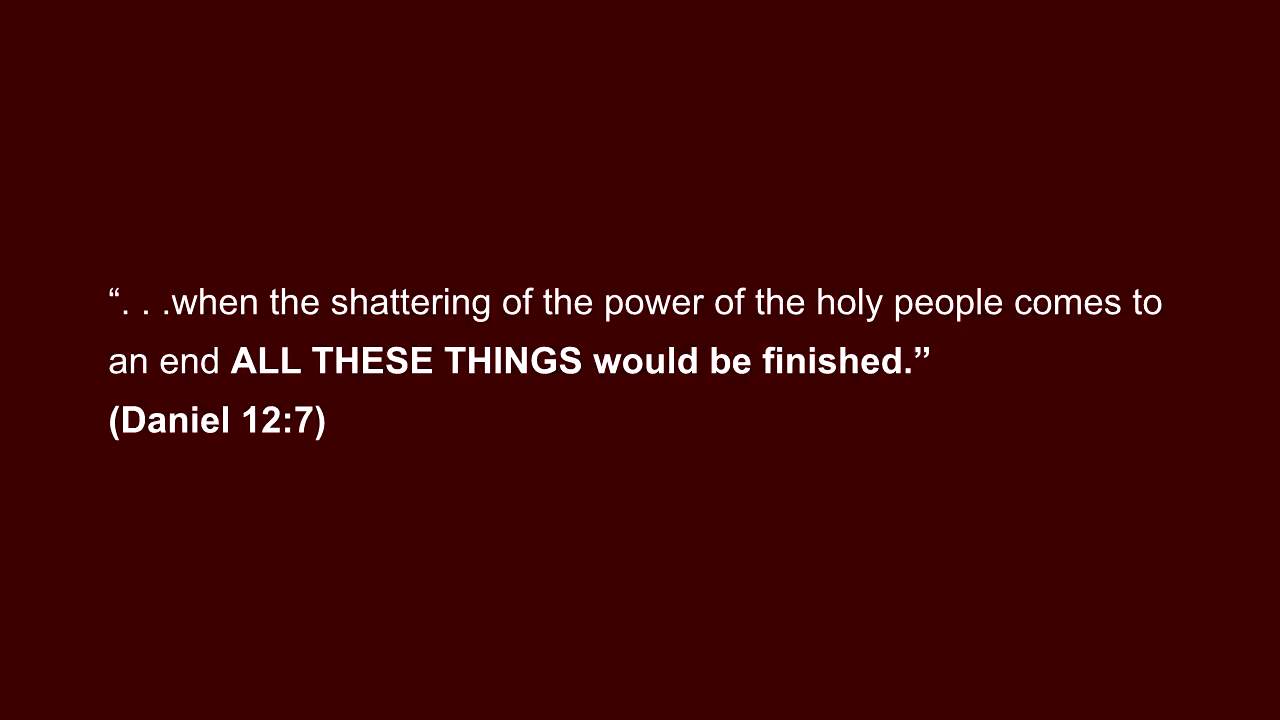 “. . .when the shattering of the power of the holy people comes to
an end ALL THESE THINGS would be finished.”
(Daniel 12:7)